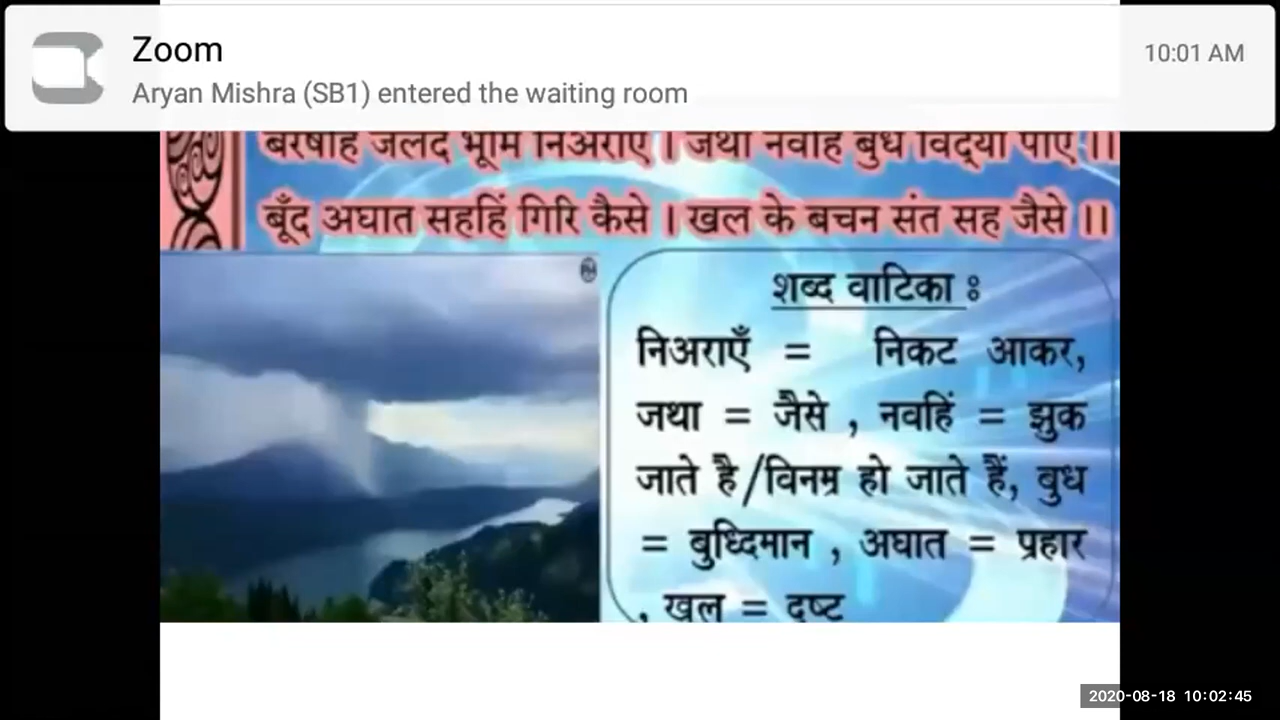 Zoom
10:01 AM
Aryan Mishra (SB1) entered the waiting room
बरषहिं जलद भूमि निअराएँ । जथा नवहिं बुध विद्या पाएँ ।।
बूँद अघात सहहिं गिरि कैसे । खल के बचन संत सह जैसे ।।
शब्द वाटिका :
निअराएँ = निकट आकर,
जथा = जैसे , नवहिं = झुक
जाते है/विनम्र हो जाते हैं, बुध
= बुध्दिमान , अघात = प्रहार
, खल = दुष्ट
2020-08-18 10:02:45